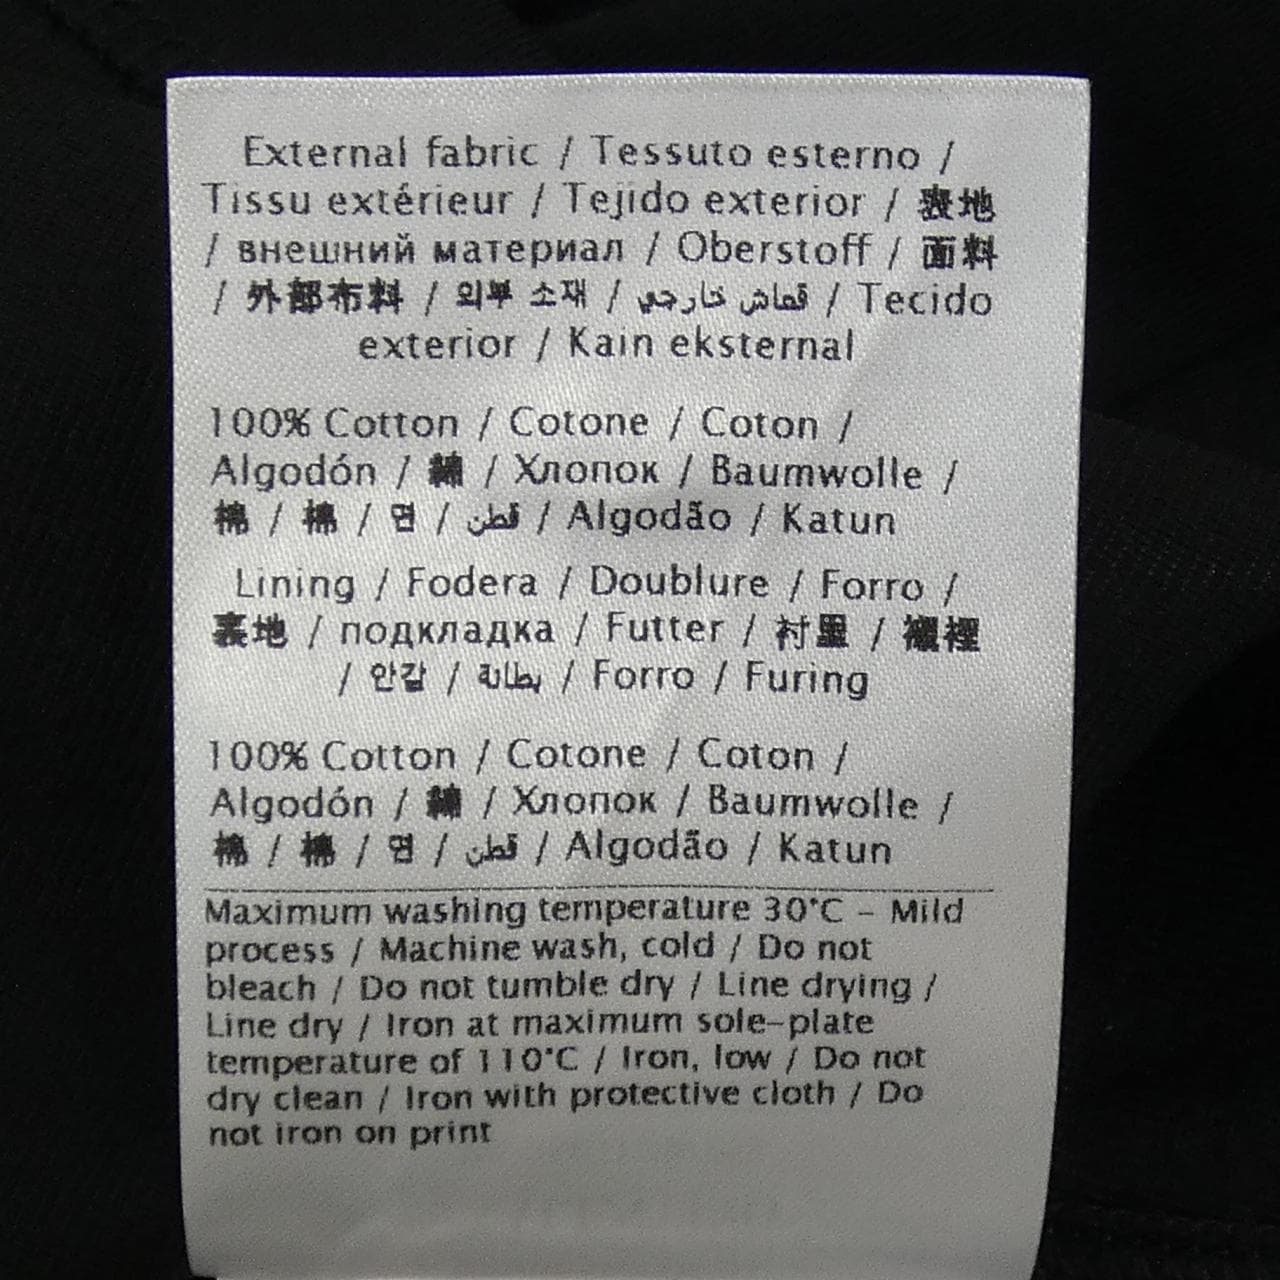 External fabric / Tessuto esterno /
Tissu extérieur / Tejido exterior / 表地
/ внешний материал / Oberstoff / 面料
/ 外部布料 / 외부 소재 / قماش خارجي / Tecido
exterior / Kain eksternal
100% Cotton / Cotone / Coton /
Algodón / 綿 / Хлопок / Baumwolle /
棉 / 棉 / 면 / قطن / Algodão / Katun
Lining / Fodera / Doublure / Forro /
裏地 / подкладка / Futter / 衬里 / 襯裡
/ 안감 / بطانة / Forro / Furing
100% Cotton / Cotone / Coton /
Algodón / 綿 / Хлопок / Baumwolle /
棉 / 棉 / 면 / قطن / Algodão / Katun
Maximum washing temperature 30°C – Mild
process / Machine wash, cold / Do not
bleach / Do not tumble dry / Line drying /
Line dry / Iron at maximum sole-plate
temperature of 110°C / Iron, low / Do not
dry clean / Iron with protective cloth / Do
not iron on print